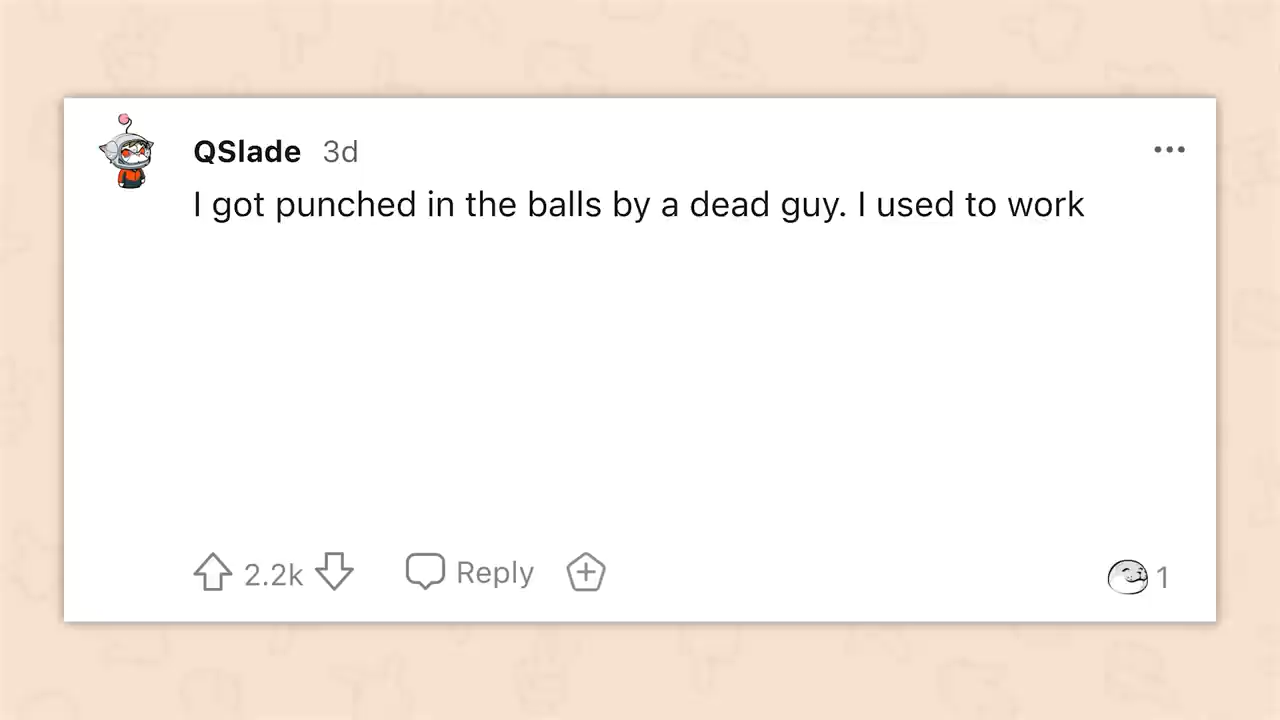 QSlade 3d
I got punched in the balls by a dead guy. I used to work
2.2k Reply 1